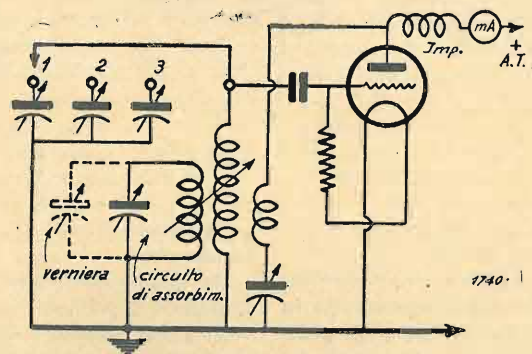 Imp.
mA
+
A.T.
1 2 3
verniera
circuito
di assorbim.
1740.